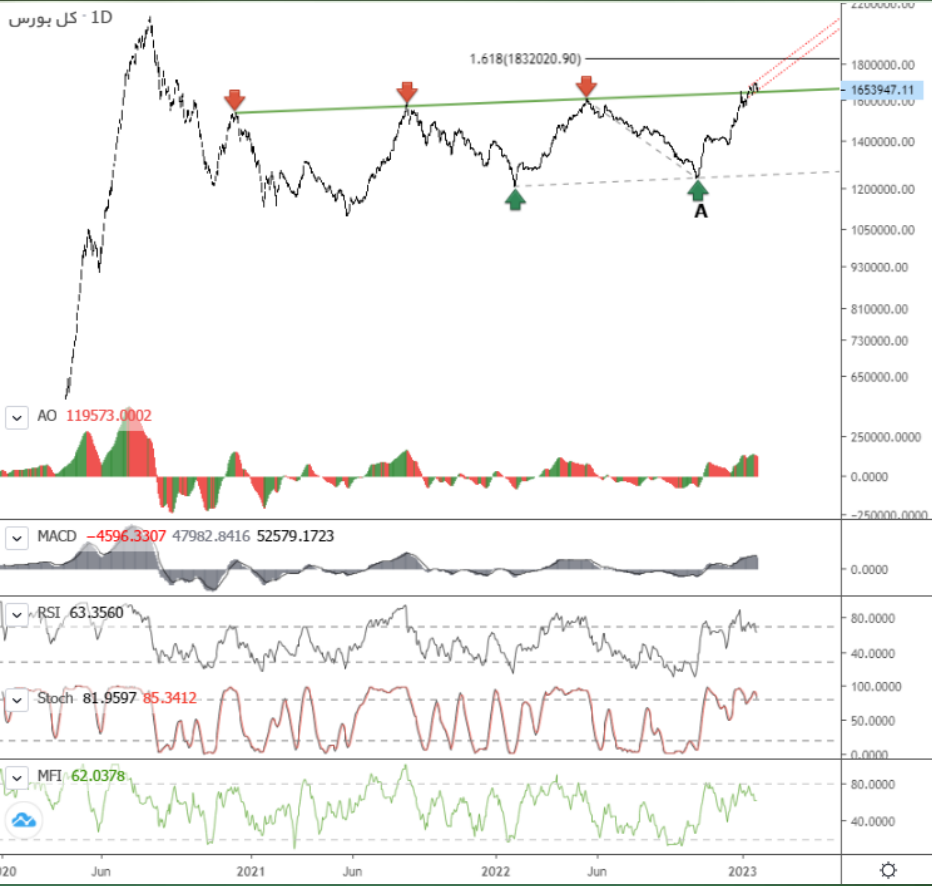 کل بورس · 1D
2200000.00
1.618(1832020.90)
1800000.00
1653947.11
1600000.00
1400000.00
1200000.00
A
1050000.00
930000.00
810000.00
730000.00
650000.00
AO 119573.0002
250000.0000
0.0000
−250000.0000
MACD −4596.3307 47982.8416 52579.1723
0.0000
RSI 63.3560
80.0000
40.0000
100.0000
Stoch 81.9597 85.3412
50.0000
0.0000
MFI 62.0378
80.0000
40.0000
020 Jun 2021 Jun 2022 Jun 2023